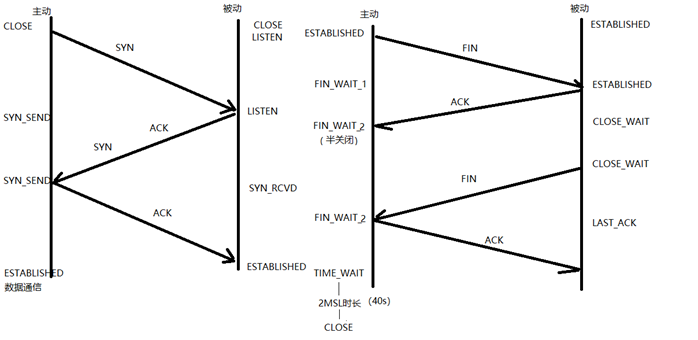 主动
被动
CLOSE
CLOSE
LISTEN
SYN
LISTEN
SYN_SEND
ACK
SYN
SYN_SEND
SYN_RCVD
ACK
ESTABLISHED
ESTABLISHED
数据通信
主动
被动
ESTABLISHED
ESTABLISHED
FIN
FIN_WAIT_1
ESTABLISHED
ACK
FIN_WAIT_2
(半关闭)
CLOSE_WAIT
CLOSE_WAIT
FIN
FIN_WAIT_2
LAST_ACK
ACK
TIME_WAIT
2MSL时长 (40s)
CLOSE